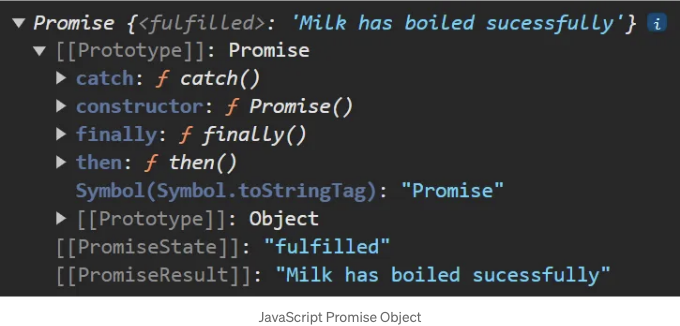 ▼ Promise {<fulfilled>: 'Milk has boiled sucessfully'} i
▼ [[Prototype]]: Promise
▶ catch: ƒ catch()
▶ constructor: ƒ Promise()
▶ finally: ƒ finally()
▶ then: ƒ then()
Symbol(Symbol.toStringTag): "Promise"
▶ [[Prototype]]: Object
[[PromiseState]]: "fulfilled"
[[PromiseResult]]: "Milk has boiled sucessfully"
JavaScript Promise Object